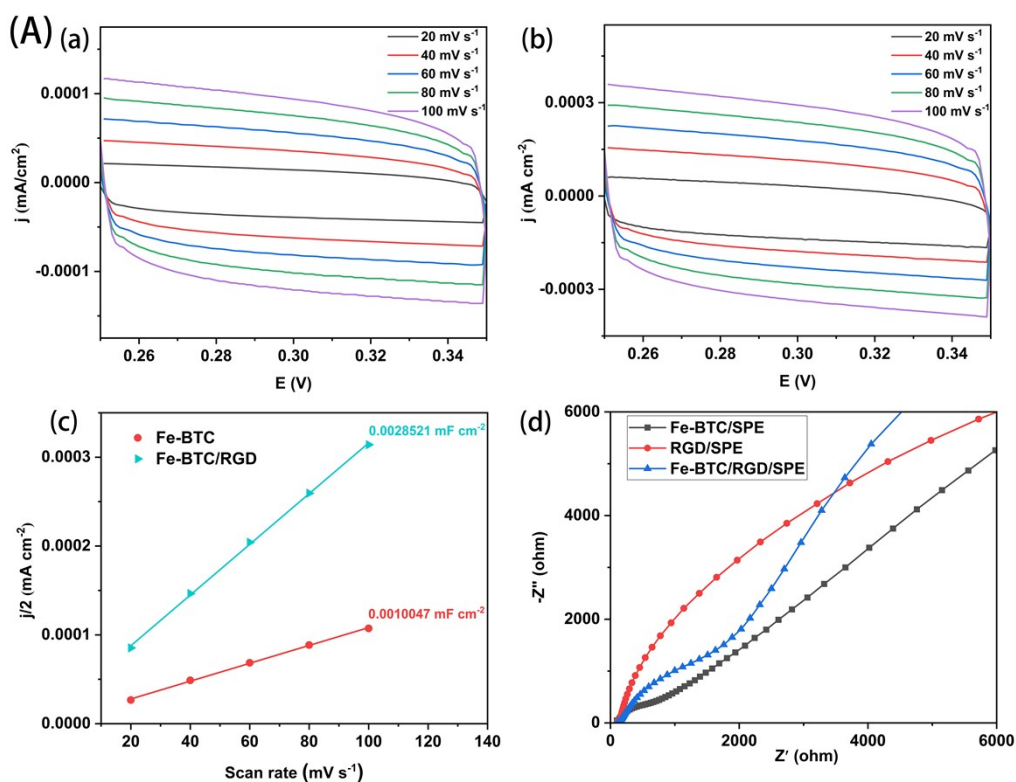 (A)
(a)
20 mV s⁻¹
40 mV s⁻¹
60 mV s⁻¹
80 mV s⁻¹
100 mV s⁻¹
j (mA/cm²)
0.0001
0.0000
-0.0001
0.26
0.28
0.30
0.32
0.34
E (V)
(b)
20 mV s⁻¹
40 mV s⁻¹
60 mV s⁻¹
80 mV s⁻¹
100 mV s⁻¹
j (mA cm⁻²)
0.0003
0.0000
-0.0003
0.26
0.28
0.30
0.32
0.34
E (V)
(c)
Fe-BTC
Fe-BTC/RGD
0.0028521 mF cm⁻²
0.0010047 mF cm⁻²
j/2 (mA cm⁻²)
0.0003
0.0002
0.0001
0.0000
20
40
60
80
100
120
140
Scan rate (mV s⁻¹)
(d)
Fe-BTC/SPE
RGD/SPE
Fe-BTC/RGD/SPE
-Z'' (ohm)
6000
4000
2000
0
0
2000
4000
6000
Z' (ohm)